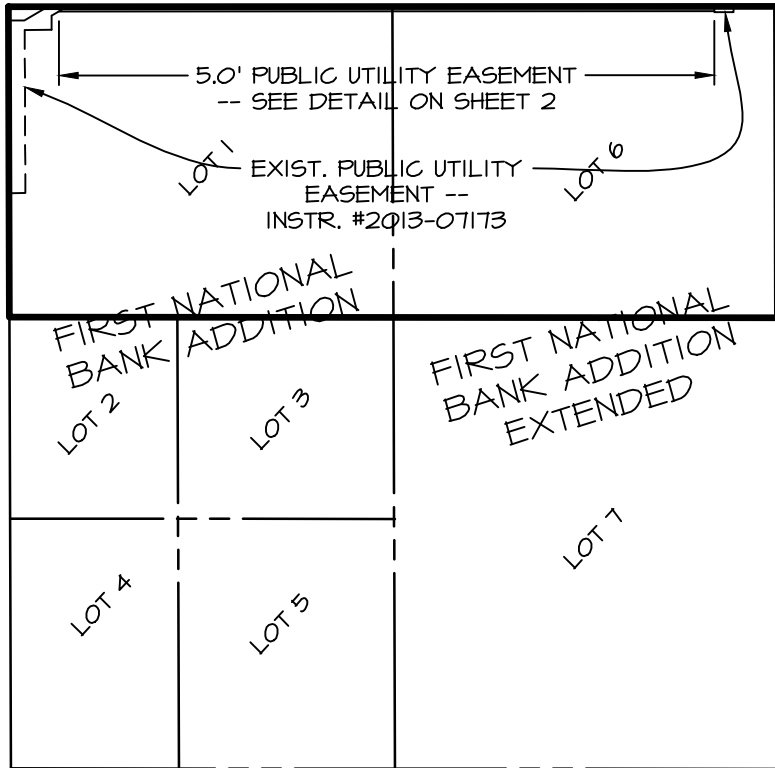 5.0' PUBLIC UTILITY EASEMENT
-- SEE DETAIL ON SHEET 2
LOT 1
LOT 6
EXIST. PUBLIC UTILITY
EASEMENT --
INSTR. #2013-07173
FIRST NATIONAL
BANK ADDITION
FIRST NATIONAL
BANK ADDITION
EXTENDED
LOT 2
LOT 3
LOT 7
LOT 4
LOT 5